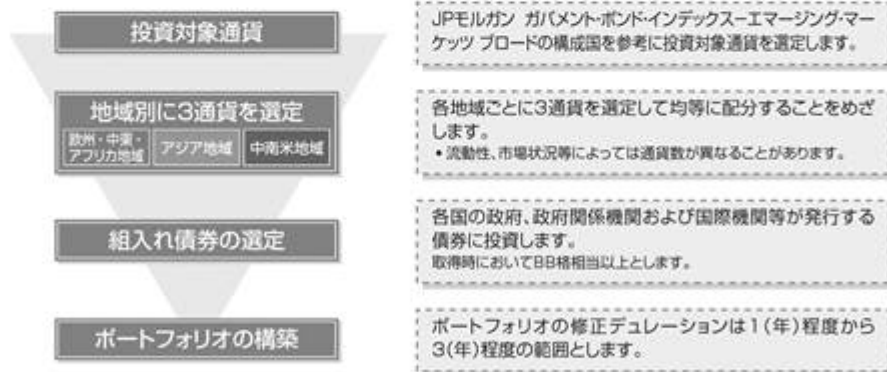 投資対象通貨
JPモルガン ガバメント・ボンド・インデックス－エマージング・マー
ケッツ ブロードの構成国を参考に投資対象通貨を選定します。
地域別に3通貨を選定
欧州・中東・
アフリカ地域
アジア地域
中南米地域
各地域ごとに3通貨を選定して均等に配分することをめざ
します。
・流動性、市場状況等によっては通貨数が異なることがあります。
組入れ債券の選定
各国の政府、政府関係機関および国際機関等が発行する
債券に投資します。
取得時においてBB格相当以上とします。
ポートフォリオの構築
ポートフォリオの修正デュレーションは1(年)程度から
3(年)程度の範囲とします。